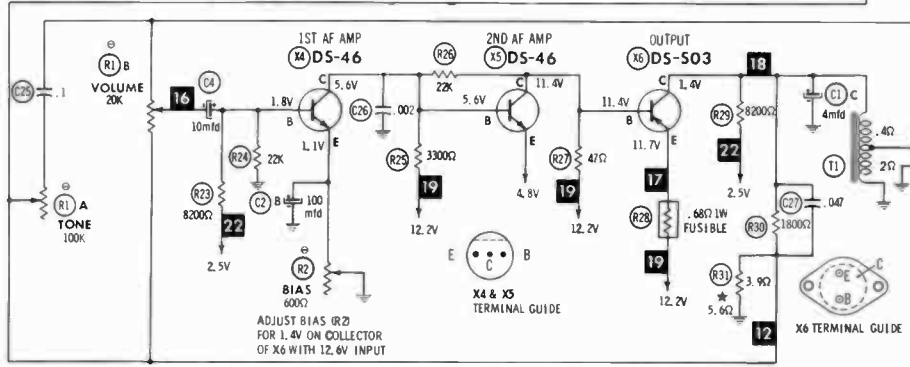 1ST AF AMP
X4 DS-46
2ND AF AMP
X5 DS-46
OUTPUT
X6 DS-503
C25 .1
R1 B
VOLUME
20K
16
C4
10mfd
1.8V
B
C 5.6V
E
1.1V
R24 22K
R23
8200Ω
22
2.5V
C2 B 100
mfd
R2
BIAS
600Ω
ADJUST BIAS (R2)
FOR 1.4V ON COLLECTOR
OF X6 WITH 12.6V INPUT
R1 A
TONE
100K
C26 .002
R26
22K
R25 3300Ω
19
12.2V
5.6V
B
C 11.4V
E
4.8V
E C B
X4 & X5
TERMINAL GUIDE
R27 47Ω
19
12.2V
11.4V
B
C 1.4V
E
11.7V
17
R28 .68Ω 1W
FUSIBLE
19
12.2V
18
R29 8200Ω
22
2.5V
C1 C
4mfd
.4Ω
2Ω
T1
C27 .047
R30 1800Ω
R31 3.9Ω
★
5.6Ω
12
E C
B
X6 TERMINAL GUIDE